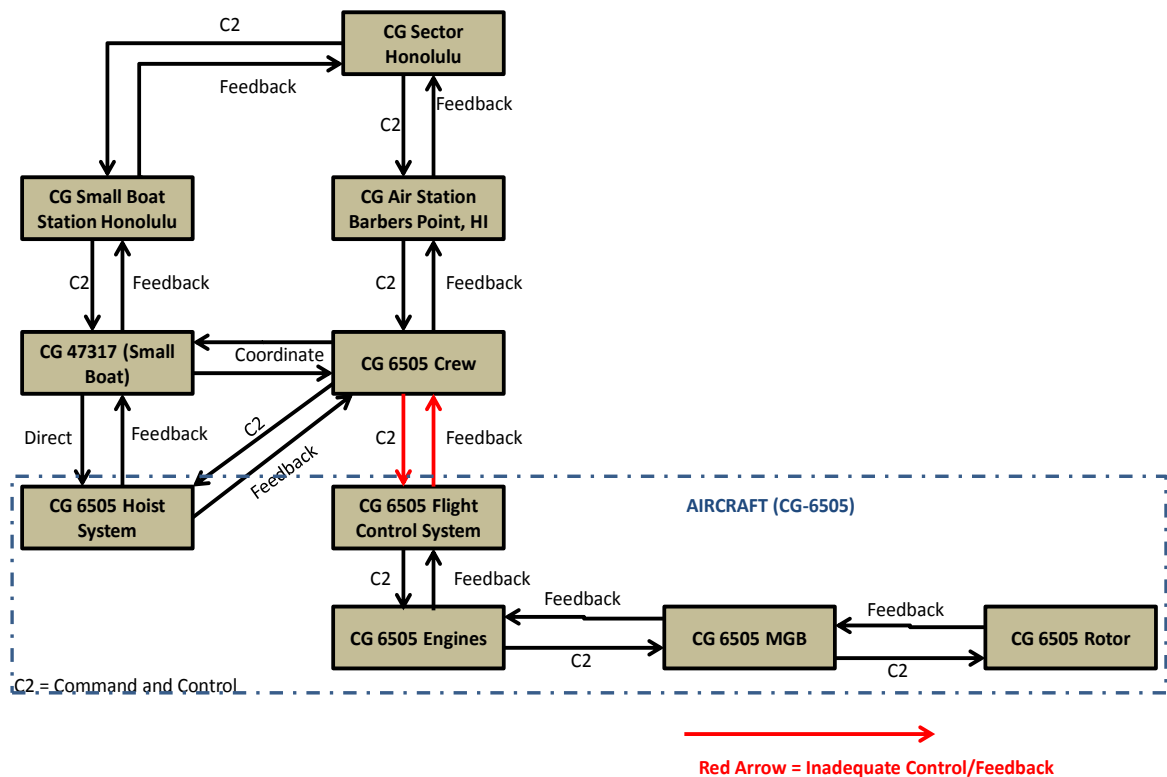 C2
CG Sector
Honolulu
Feedback
Feedback
C2
CG Small Boat
Station Honolulu
CG Air Station
Barbers Point, HI
C2
Feedback
C2
Feedback
CG 47317 (Small
Boat)
Coordinate
CG 6505 Crew
Direct
Feedback
C2
Feedback
C2
Feedback
CG 6505 Hoist
System
CG 6505 Flight
Control System
AIRCRAFT (CG-6505)
C2
Feedback
Feedback
Feedback
CG 6505 Engines
CG 6505 MGB
CG 6505 Rotor
C2
C2
C2 = Command and Control
Red Arrow = Inadequate Control/Feedback